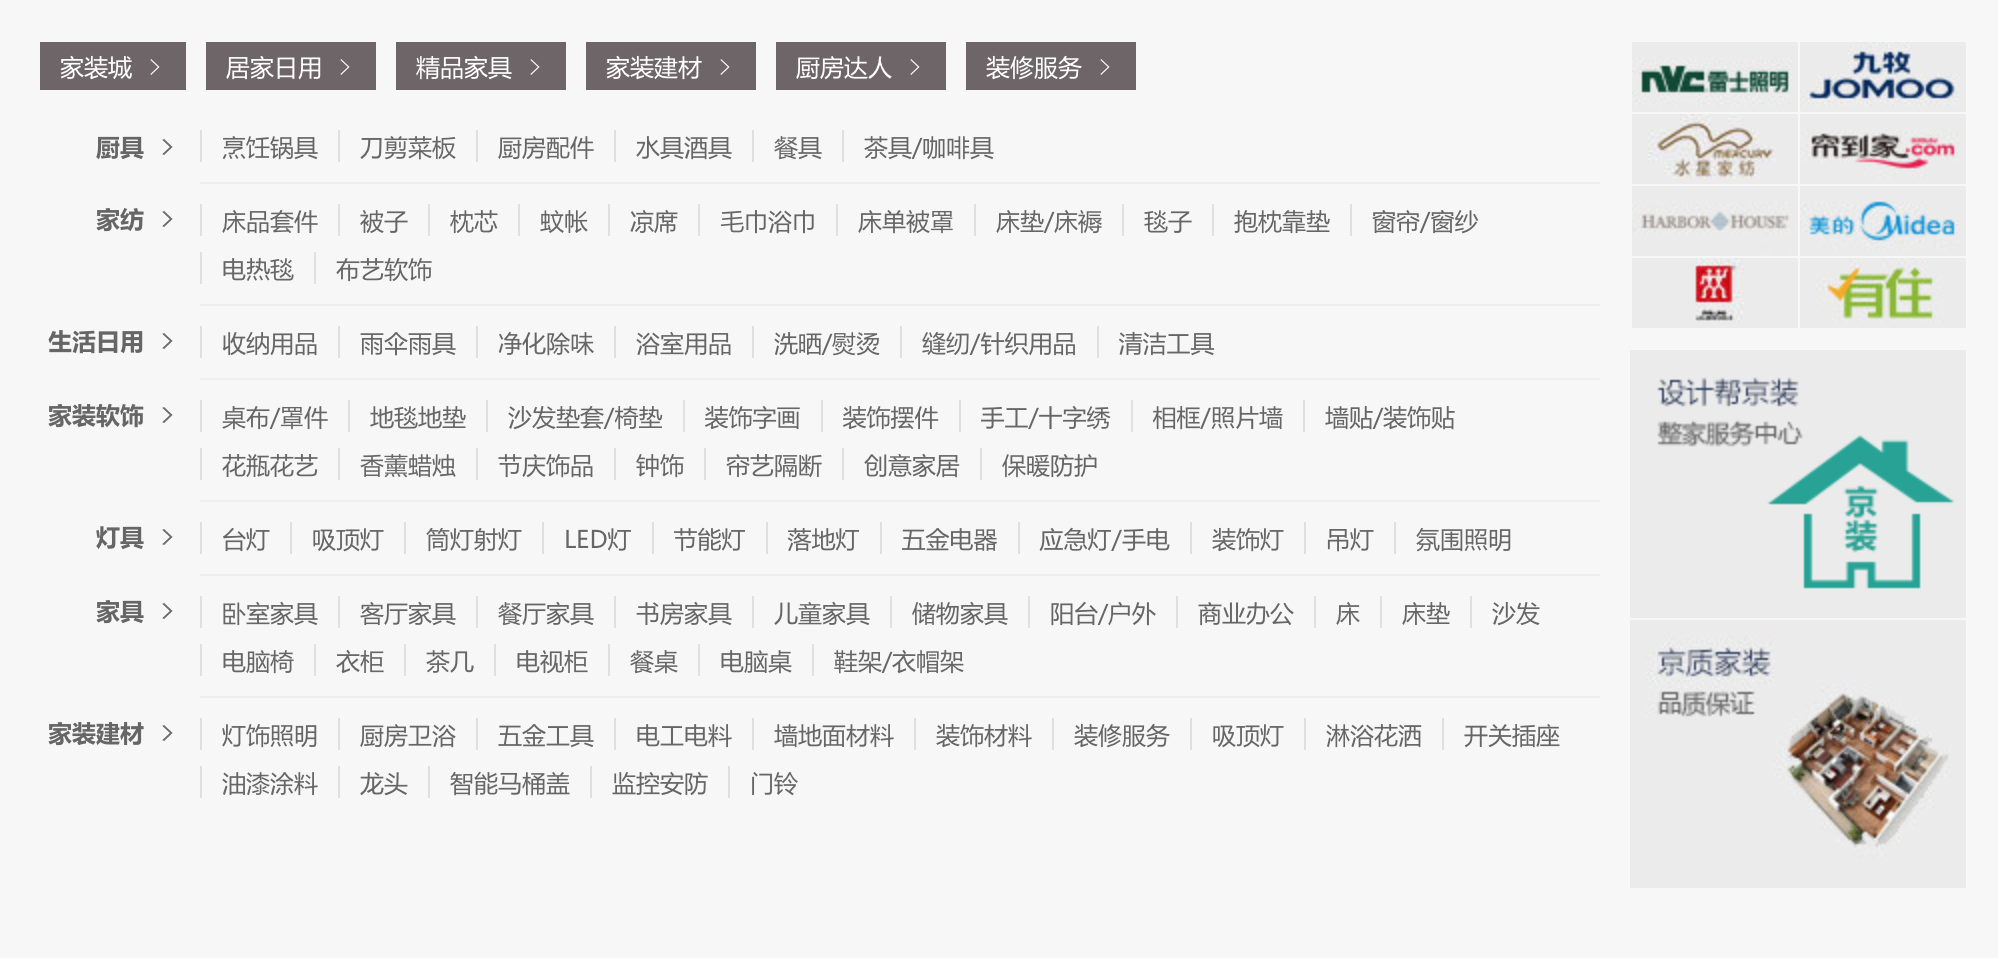 家装城 > 居家日用 > 精品家具 > 家装建材 > 厨房达人 > 装修服务 >
厨具 > 烹饪锅具 刀剪菜板 厨房配件 水具酒具 餐具 茶具/咖啡具
家纺 > 床品套件 被子 枕芯 蚊帐 凉席 毛巾浴巾 床单被罩 床垫/床褥 毯子 抱枕靠垫 窗帘/窗纱
电热毯 布艺软饰
生活日用 > 收纳用品 雨伞雨具 净化除味 浴室用品 洗晒/熨烫 缝纫/针织用品 清洁工具
家装软饰 > 桌布/罩件 地毯地垫 沙发垫套/椅垫 装饰字画 装饰摆件 手工/十字绣 相框/照片墙 墙贴/装饰贴
花瓶花艺 香薰蜡烛 节庆饰品 钟饰 帘艺隔断 创意家居 保暖防护
灯具 > 台灯 吸顶灯 筒灯射灯 LED灯 节能灯 落地灯 五金电器 应急灯/手电 装饰灯 吊灯 氛围照明
家具 > 卧室家具 客厅家具 餐厅家具 书房家具 儿童家具 储物家具 阳台/户外 商业办公 床 床垫 沙发
电脑椅 衣柜 茶几 电视柜 餐桌 电脑桌 鞋架/衣帽架
家装建材 > 灯饰照明 厨房卫浴 五金工具 电工电料 墙地面材料 装饰材料 装修服务 吸顶灯 淋浴花洒 开关插座
油漆涂料 龙头 智能马桶盖 监控安防 门铃
nVC雷士照明
九牧
JOMOO
MERCURY
水星家纺
帘到家.com
HARBOR HOUSE
美的 Midea
有住
设计帮京装
整家服务中心
京
装
京质家装
品质保证